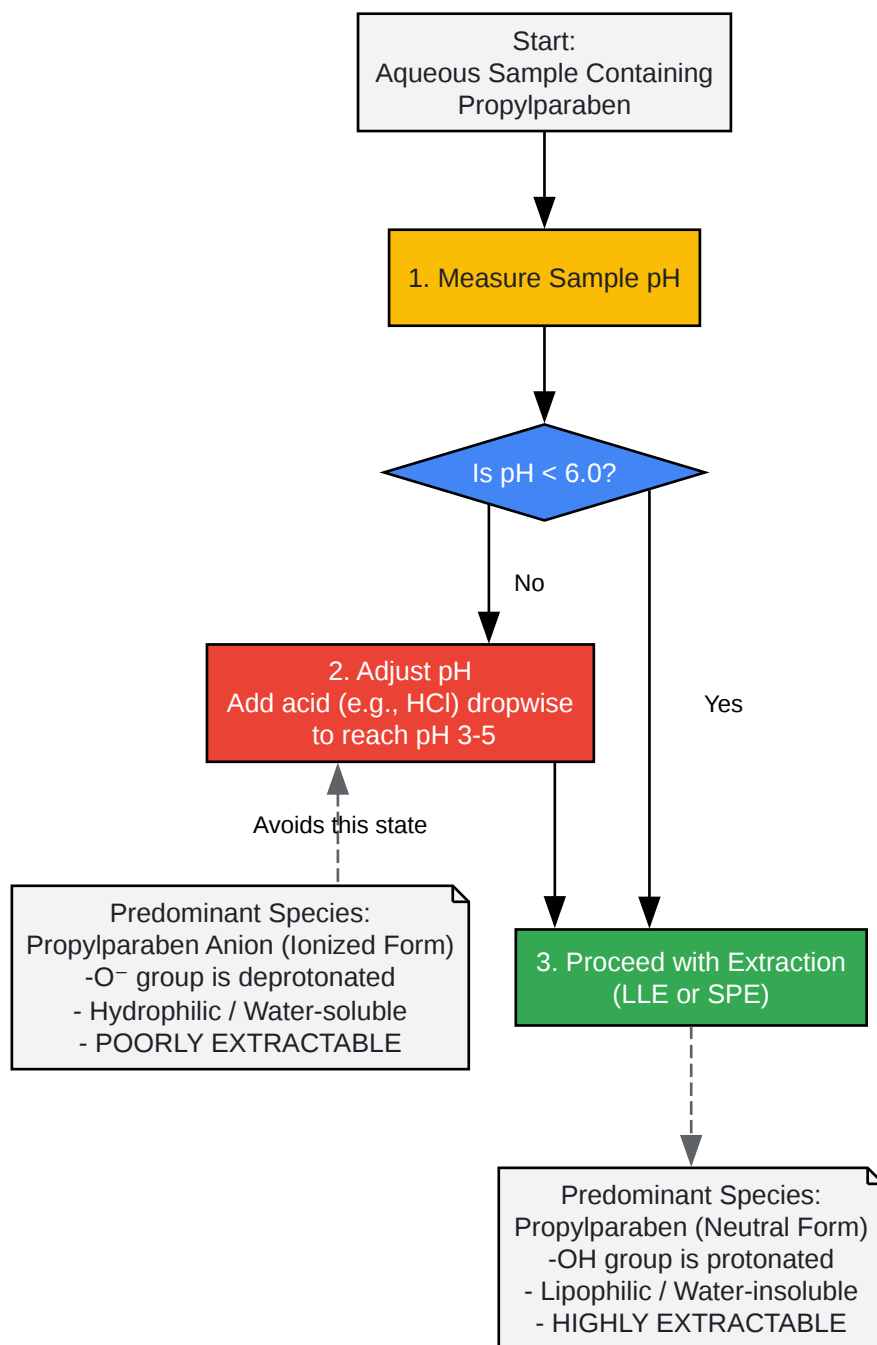 Start:
Aqueous Sample Containing
Propylparaben
1. Measure Sample pH
Is pH < 6.0?
No
Yes
2. Adjust pH
Add acid (e.g., HCl) dropwise
to reach pH 3-5
Avoids this state
Predominant Species:
Propylparaben Anion (Ionized Form)
-O⁻ group is deprotonated
- Hydrophilic / Water-soluble
- POORLY EXTRACTABLE
3. Proceed with Extraction
(LLE or SPE)
Predominant Species:
Propylparaben (Neutral Form)
-OH group is protonated
- Lipophilic / Water-insoluble
- HIGHLY EXTRACTABLE